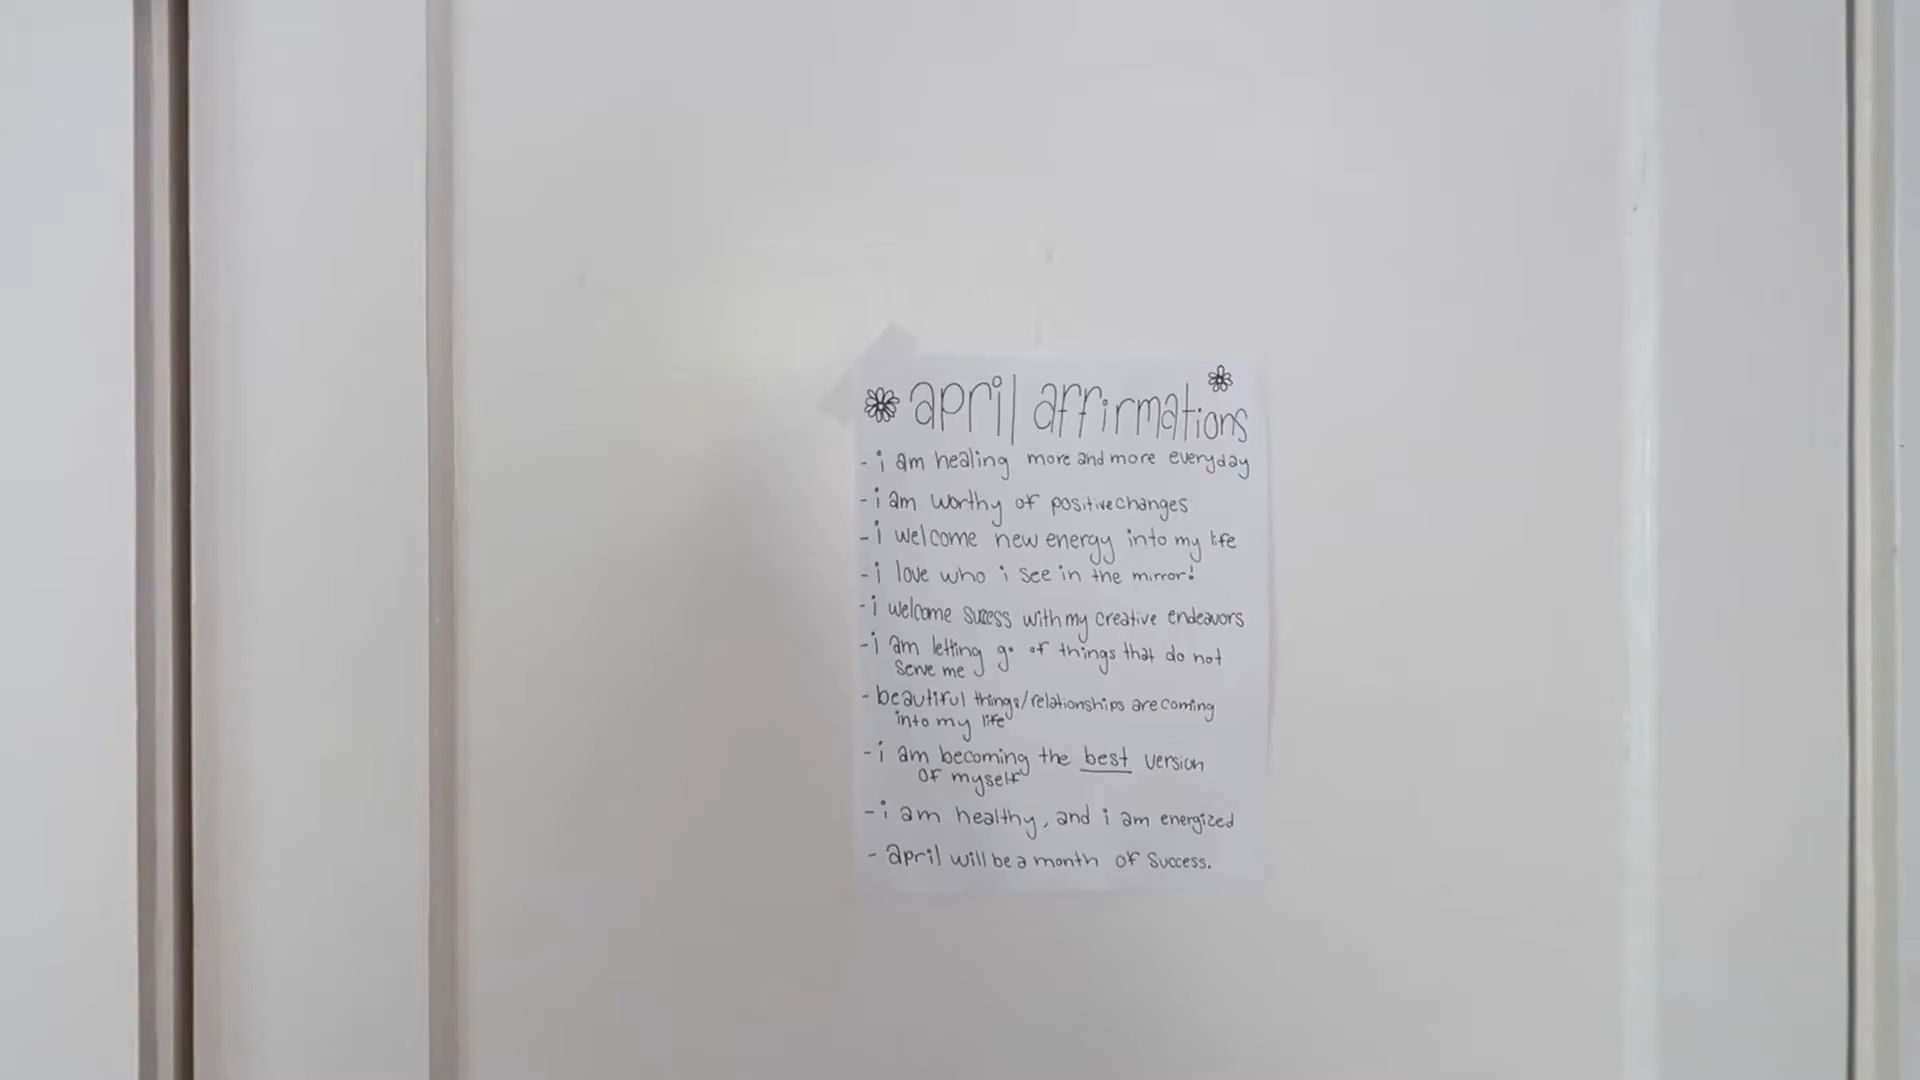 april affirmations
- i am healing more and more everyday
- i am worthy of positive changes
- i welcome new energy into my life
- i love who i see in the mirror!
- i welcome success with my creative endeavors
- i am letting go of things that do not
serve me
- beautiful things/relationships are coming
into my life
- i am becoming the best version
of myself
- i am healthy, and i am energized
- april will be a month of success.